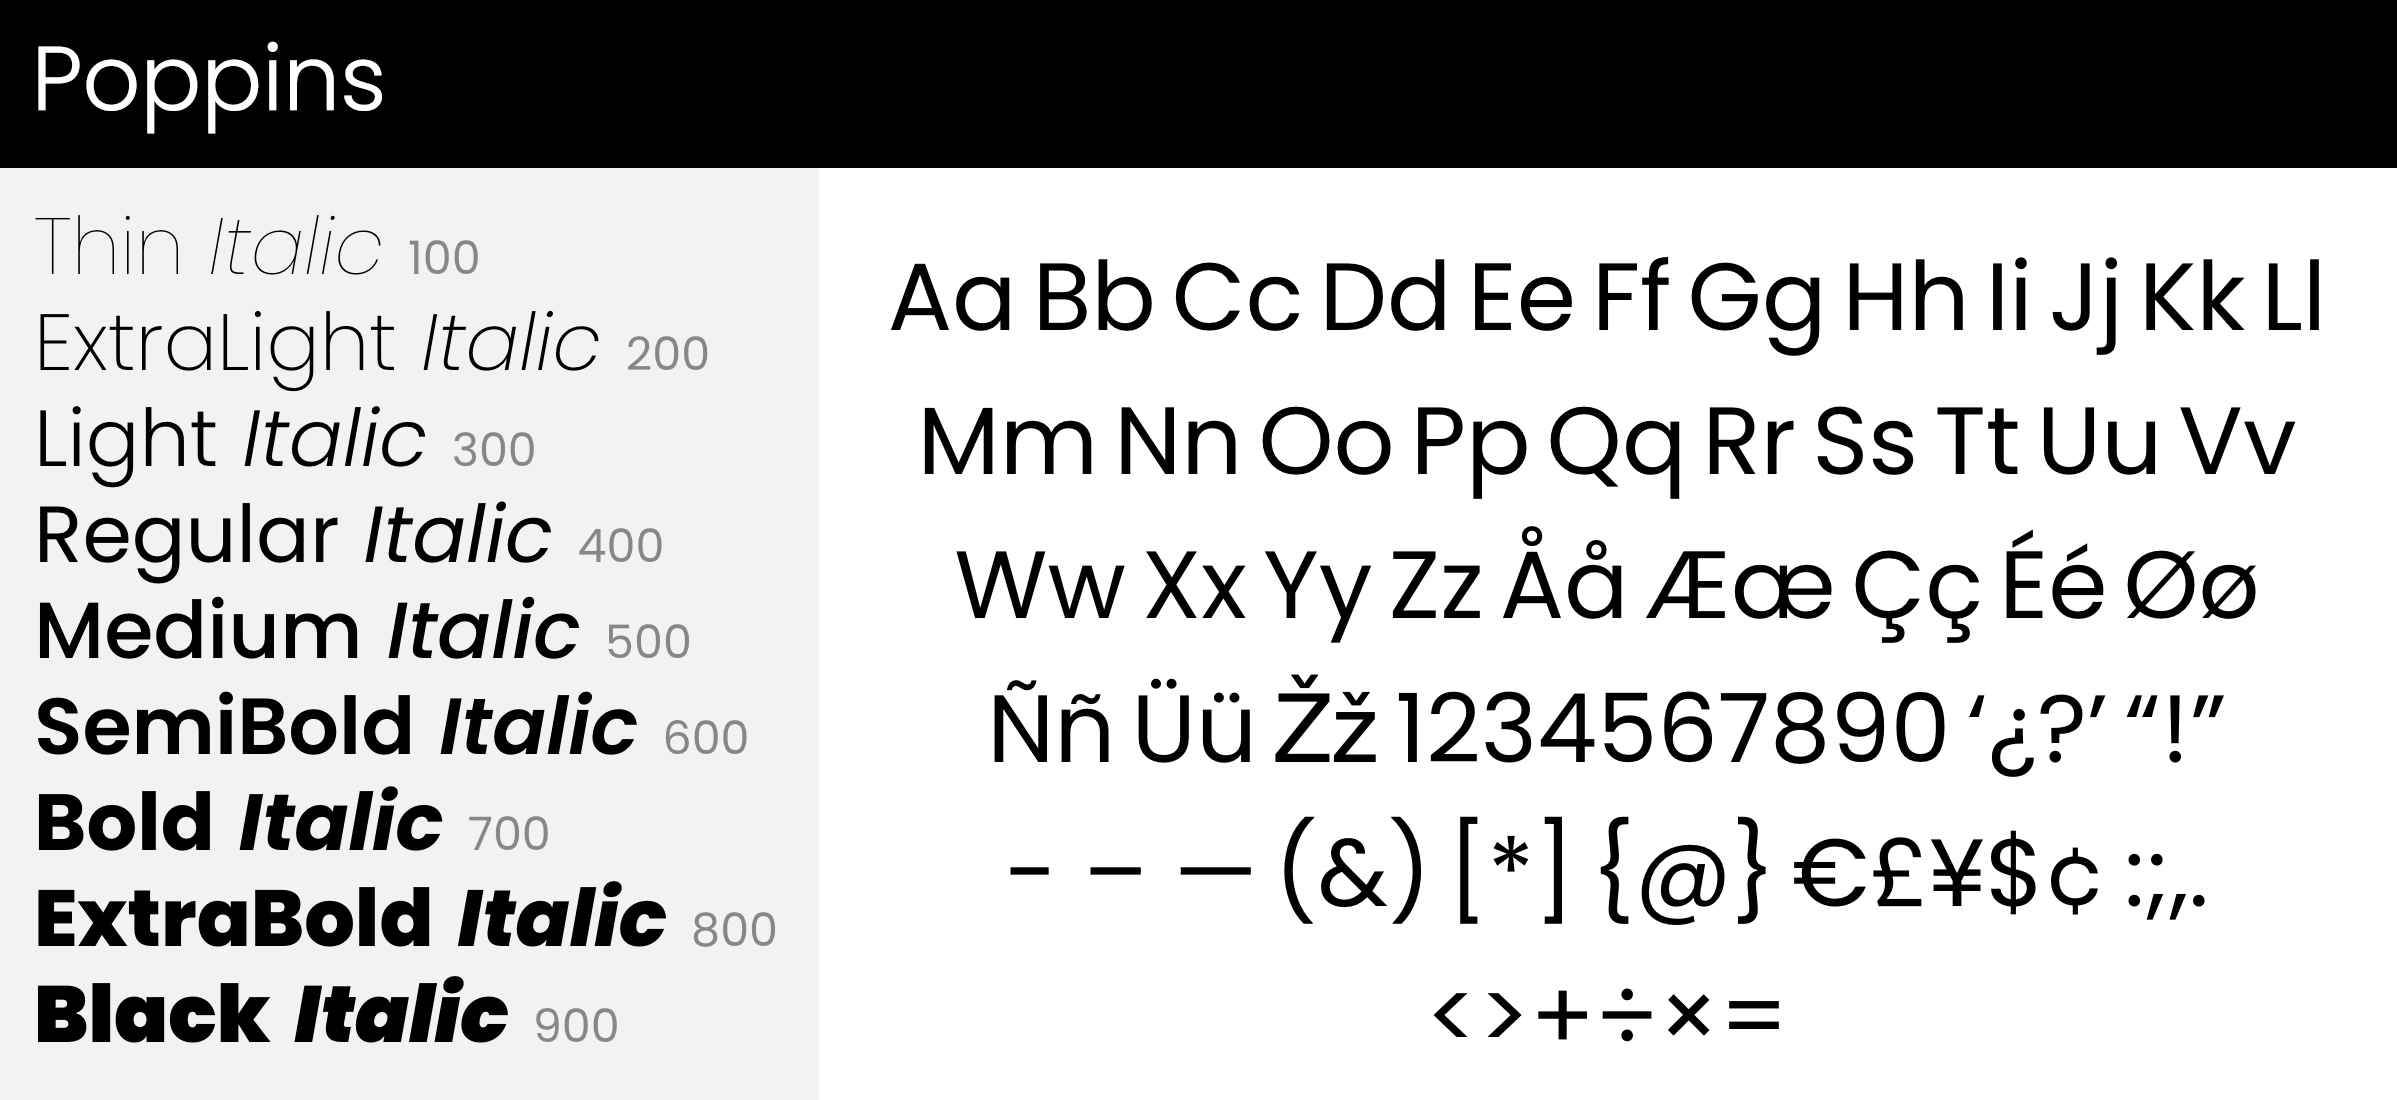 Poppins
Thin Italic 100
ExtraLight Italic 200
Light Italic 300
Regular Italic 400
Medium Italic 500
SemiBold Italic 600
Bold Italic 700
ExtraBold Italic 800
Black Italic 900
Aa Bb Cc Dd Ee Ff Gg Hh Ii Jj Kk Ll
Mm Nn Oo Pp Qq Rr Ss Tt Uu Vv
Ww Xx Yy Zz Åå Ææ Çç Éé Øø
Ññ Üü Žž 1234567890 ‘¿?’ “!”
- – — (&) [*] {@} €£¥$¢ :;,.
<>+÷×=